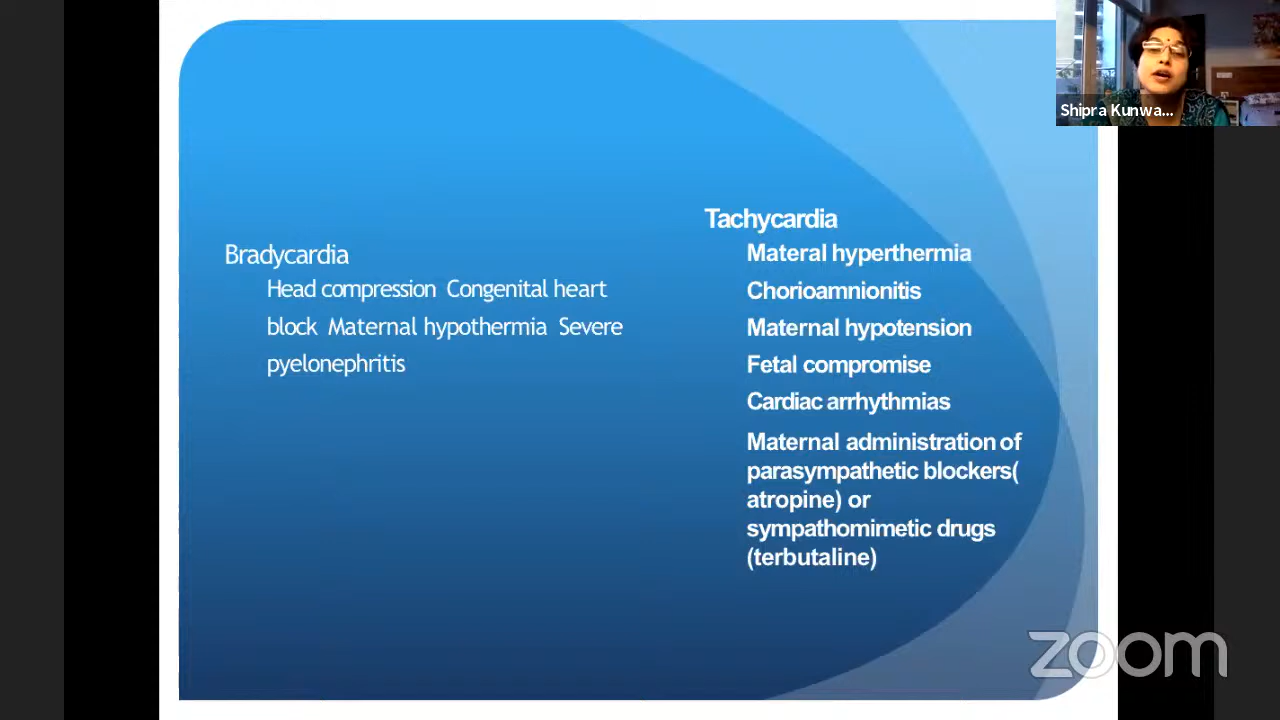 Shipra Kunwa...
Bradycardia
Head compression Congenital heart
block Maternal hypothermia Severe
pyelonephritis
Tachycardia
Materal hyperthermia
Chorioamnionitis
Maternal hypotension
Fetal compromise
Cardiac arrhythmias
Maternal administration of
parasympathetic blockers(
atropine) or
sympathomimetic drugs
(terbutaline)
zoom